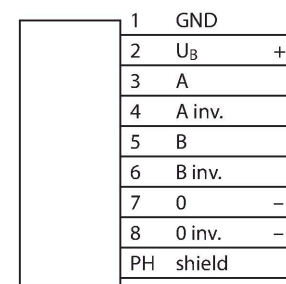 1 GND
2 U_B +
3 A
4 A inv.
5 B
6 B inv.
7 0 –
8 0 inv. –
PH shield